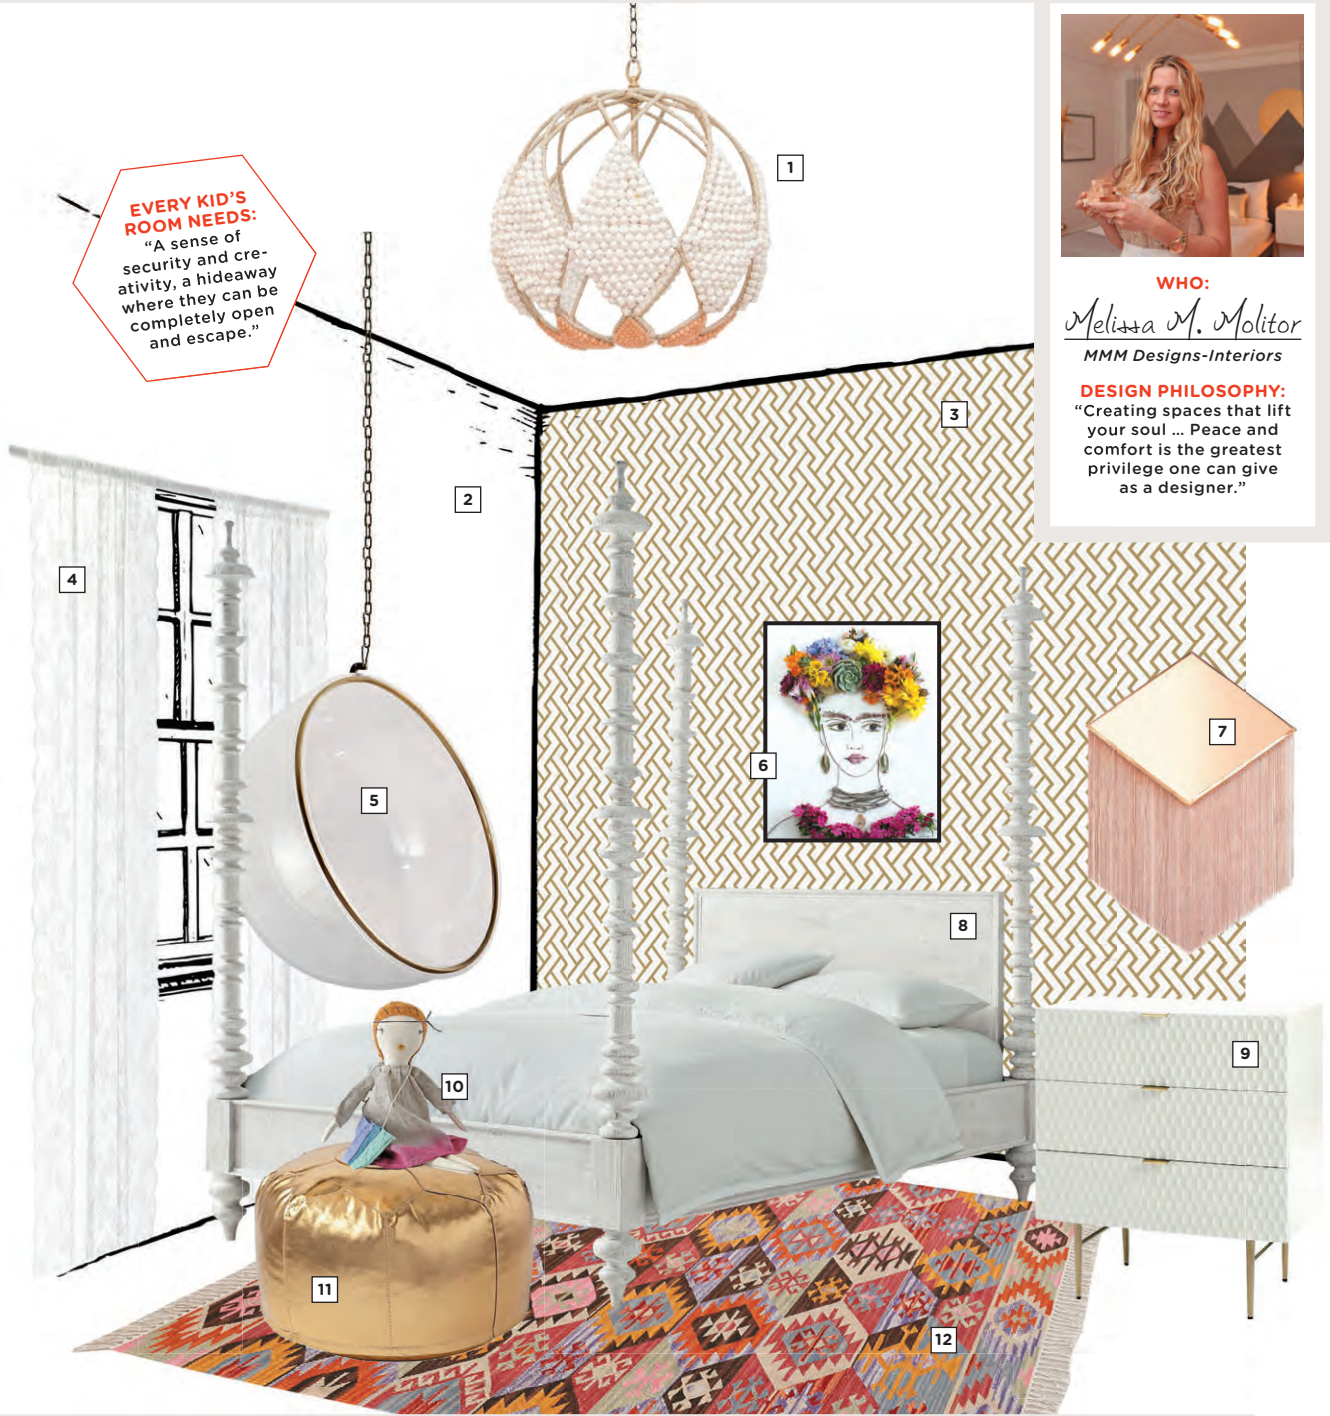 EVERY KID'S
ROOM NEEDS:
“A sense of
security and cre-
ativity, a hideaway
where they can be
completely open
and escape.”
1
WHO:
Melissa M. Molitor
MMM Designs-Interiors
DESIGN PHILOSOPHY:
“Creating spaces that lift
your soul ... Peace and
comfort is the greatest
privilege one can give
as a designer.”
2
3
4
5
6
7
8
9
10
11
12